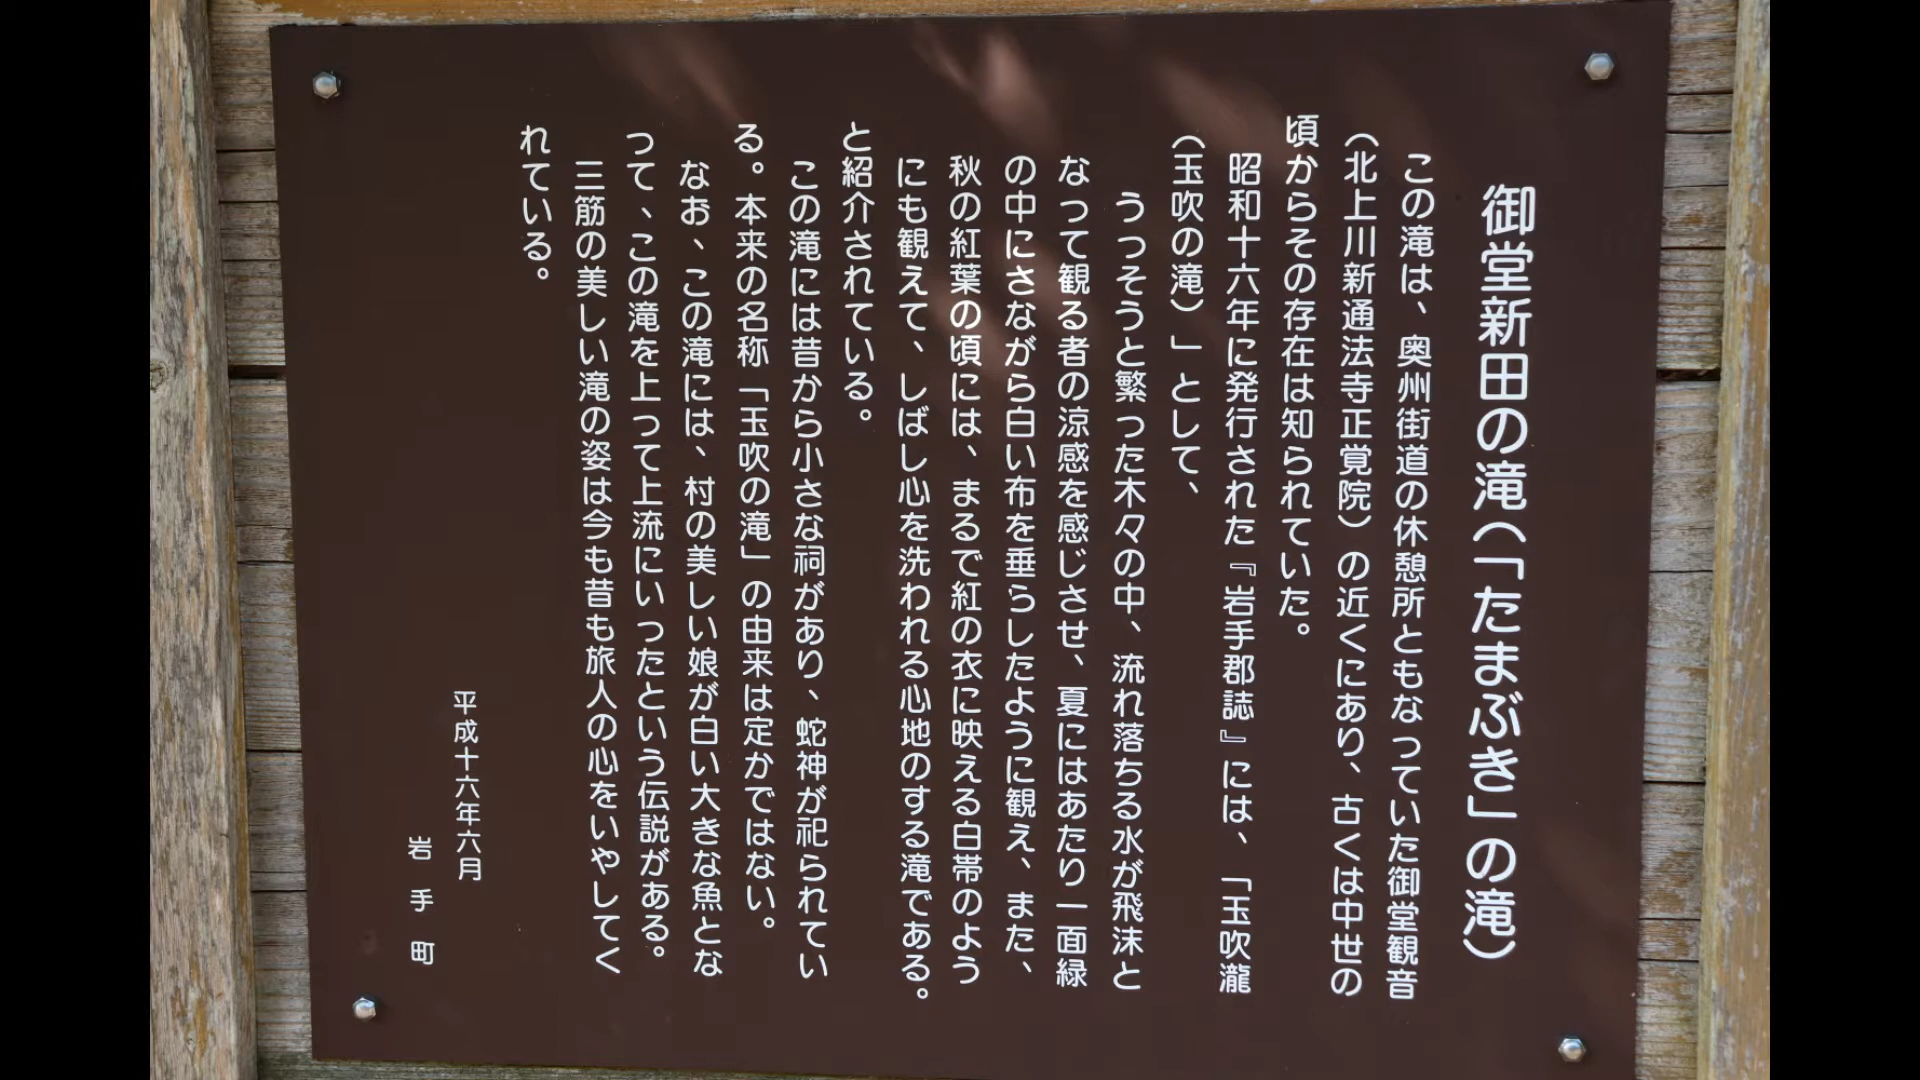 御堂新田の滝(「たまぶき」の滝)
この滝は、奥州街道の休憩所ともなっていた御堂観音
(北上川新通法寺正覚院)の近くにあり、古くは中世の
頃からその存在は知られていた。
昭和十六年に発行された『岩手郡誌』には、「玉吹瀧
(玉吹の滝)」として、
うっそうと繁った木々の中、流れ落ちる水が飛沫と
なって観る者の涼感を感じさせ、夏にはあたり一面緑
の中にさながら白い布を垂らしたように観え、また、
秋の紅葉の頃には、まるで紅の衣に映える白帯のよう
にも観えて、しばし心を洗われる心地のする滝である。
と紹介されている。
この滝には昔から小さな祠があり、蛇神が祀られてい
る。本来の名称「玉吹の滝」の由来は定かではない。
なお、この滝には、村の美しい娘が白い大きな魚とな
って、この滝を上って上流にいったという伝説がある。
三筋の美しい滝の姿は今も昔も旅人の心をいやしてく
れている。
平成十六年六月
岩手町